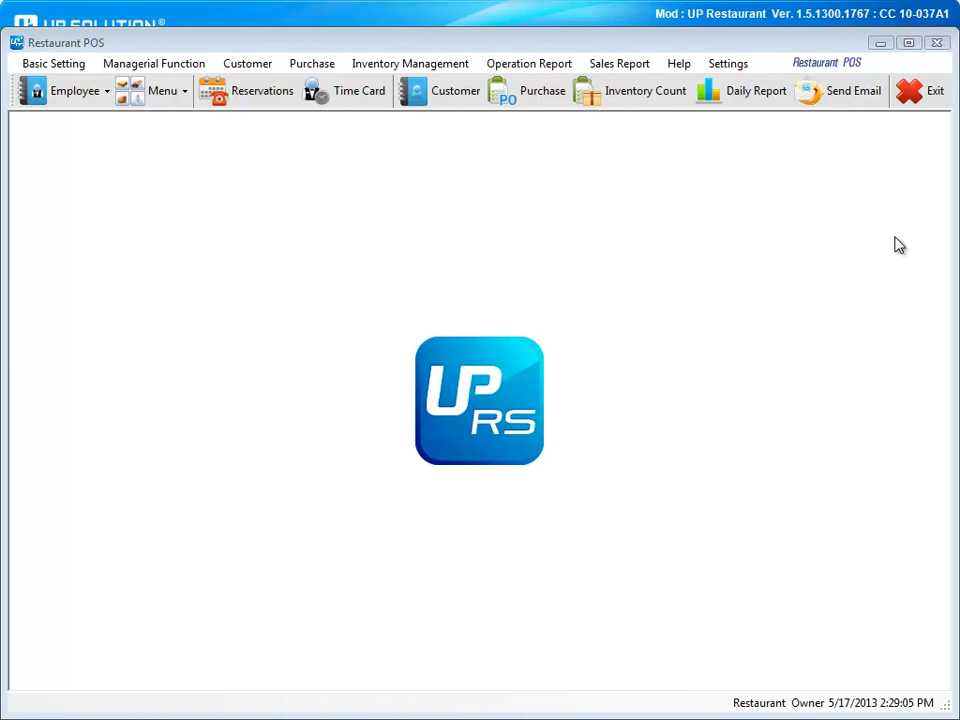 UP SOLUTION®
Mod : UP Restaurant Ver. 1.5.1300.1767 : CC 10-037A1
Restaurant POS
Basic Setting Managerial Function Customer Purchase Inventory Management Operation Report Sales Report Help Settings Restaurant POS
Employee Menu Reservations Time Card Customer PO Purchase Inventory Count Daily Report Send Email Exit
UP
RS
Restaurant Owner 5/17/2013 2:29:05 PM